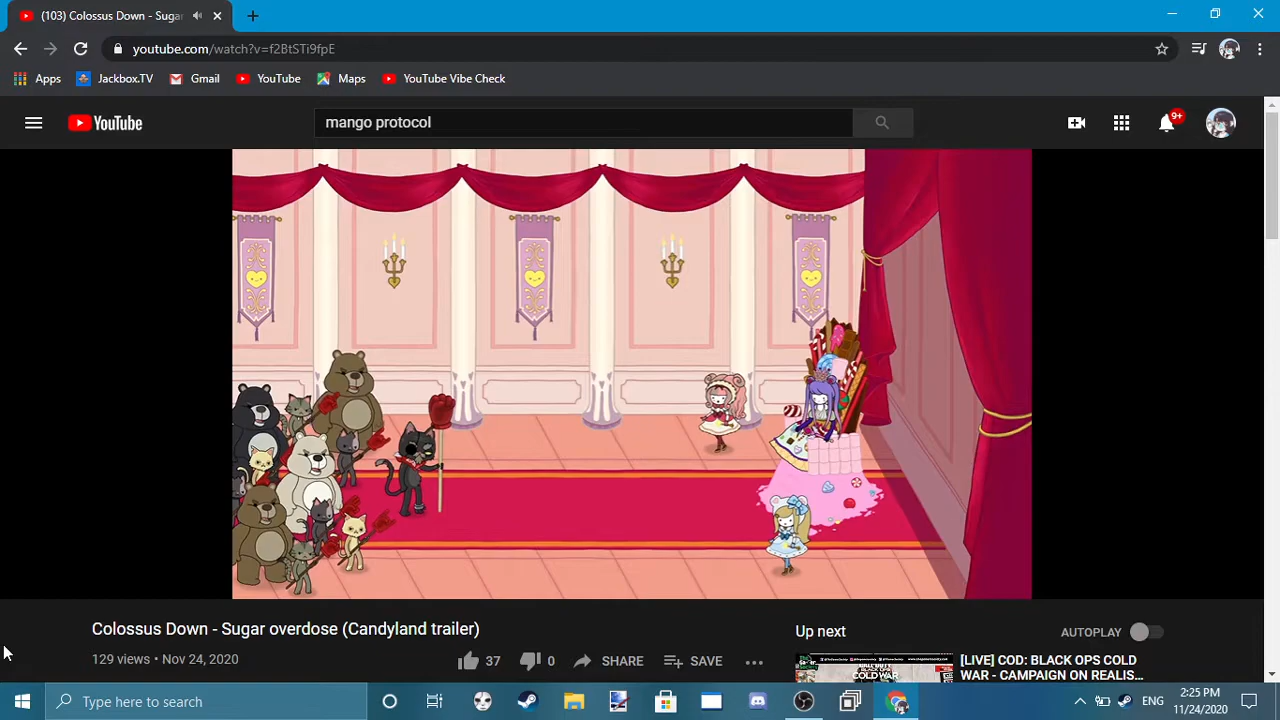 (103) Colossus Down - Sugar
youtube.com/watch?v=f2BtSTi9fpE
Apps
Jackbox.TV
Gmail
YouTube
Maps
YouTube Vibe Check
YouTube
mango protocol
9+
Colossus Down - Sugar overdose (Candyland trailer)
129 views • Nov 24, 2020
37
0
SHARE
SAVE
Up next
AUTOPLAY
[LIVE] COD: BLACK OPS COLD
WAR - CAMPAIGN ON REALIS...
Type here to search
ENG
2:25 PM
11/24/2020